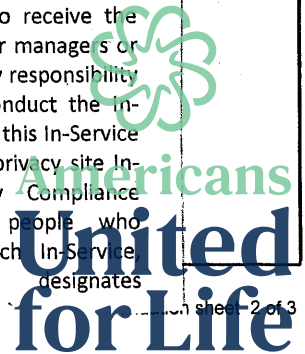 o receive the
r managers or
responsibility
onduct the In-
this In-Service
privacy site In-
Compliance
people who
ch In-Service,
designates
sheet 2 of 3
Americans
United
for Life